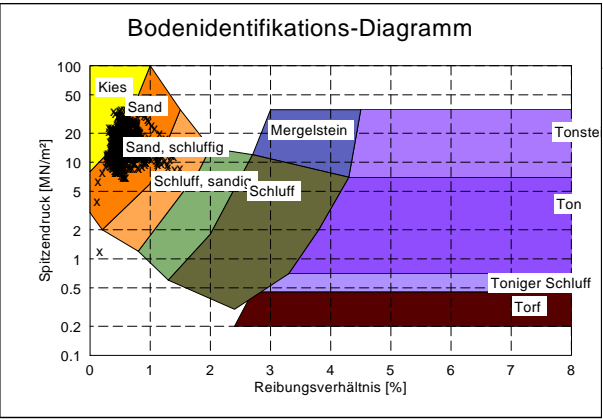 Bodenidentifikations-Diagramm
100
50
20
10
5
2
1
0.5
0.2
0.1
Spitzendruck [MN/m²]
Kies
Sand
Sand, schluffig
Schluff, sandig
Schluff
Mergelstein
Tonste
Ton
Toniger Schluff
Torf
0 1 2 3 4 5 6 7 8
Reibungsverhältnis [%]